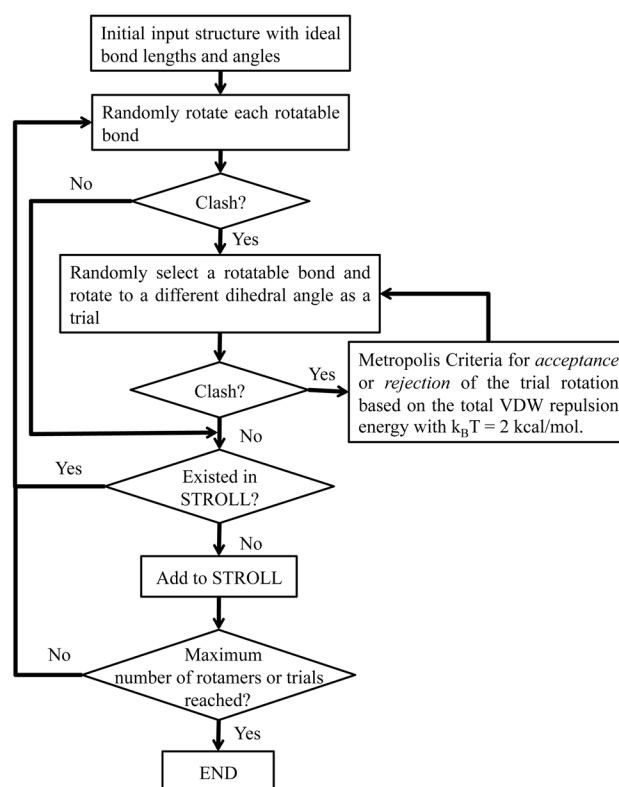 Initial input structure with ideal
bond lengths and angles
Randomly rotate each rotatable
bond
No
Clash?
Yes
Randomly select a rotatable bond and
rotate to a different dihedral angle as a
trial
Clash?
Yes
Metropolis Criteria for acceptance
or rejection of the trial rotation
based on the total VDW repulsion
energy with kBT = 2 kcal/mol.
No
Yes
Existed in
STROLL?
No
Add to STROLL
No
Maximum
number of rotamers or trials
reached?
Yes
END